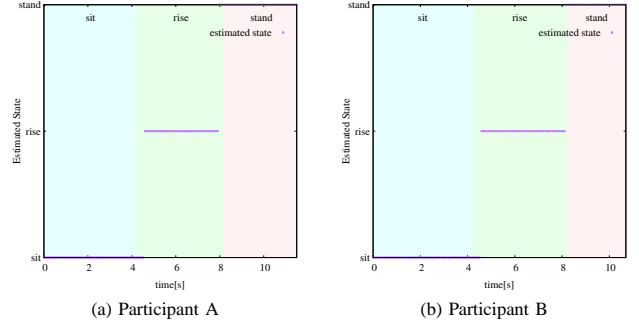 stand
sit rise stand
estimated state
Estimated State
rise
sit
0 2 4 6 8 10
time[s]
(a) Participant A
stand
sit rise stand
estimated state
Estimated State
rise
sit
0 2 4 6 8 10
time[s]
(b) Participant B